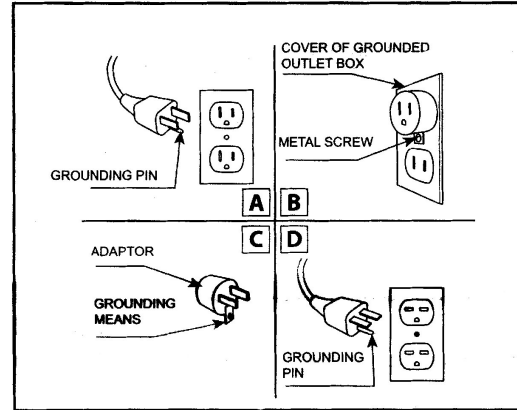 COVER OF GROUNDED
OUTLET BOX
METAL SCREW
GROUNDING PIN
A
B
C
D
ADAPTOR
GROUNDING
MEANS
GROUNDING
PIN